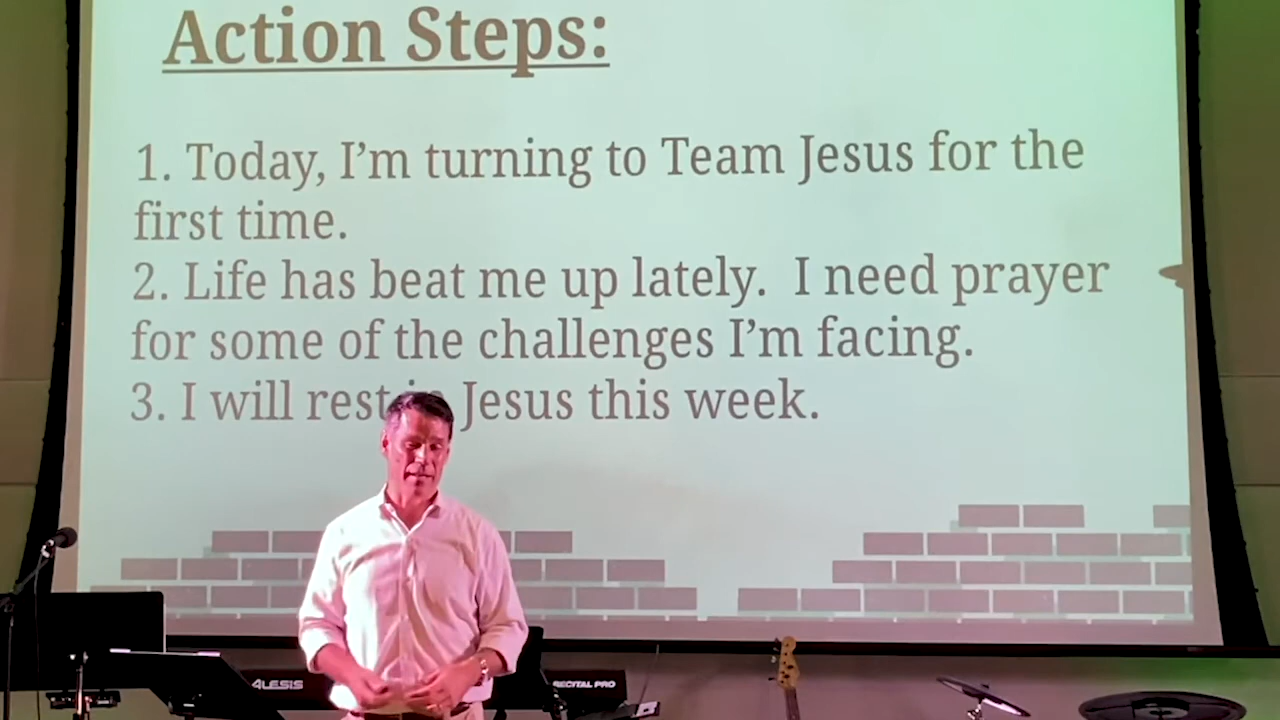 Action Steps:
1. Today, I'm turning to Team Jesus for the
first time.
2. Life has beat me up lately.  I need prayer
for some of the challenges I'm facing.
3. I will rest Jesus this week.
ALESIS
RECITAL PRO